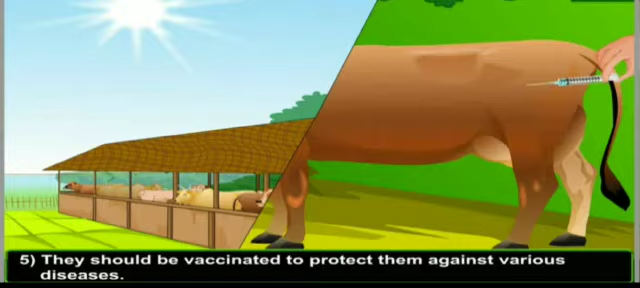 5) They should be vaccinated to protect them against various
diseases.